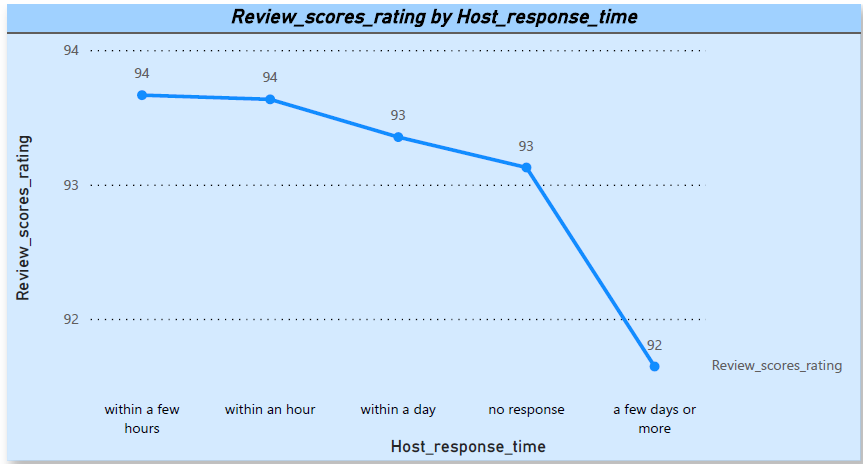 Review_scores_rating by Host_response_time
94
94
94
93
93
93
92
92
Review_scores_rating
Review_scores_rating
within a few
hours
within an hour
within a day
no response
a few days or
more
Host_response_time